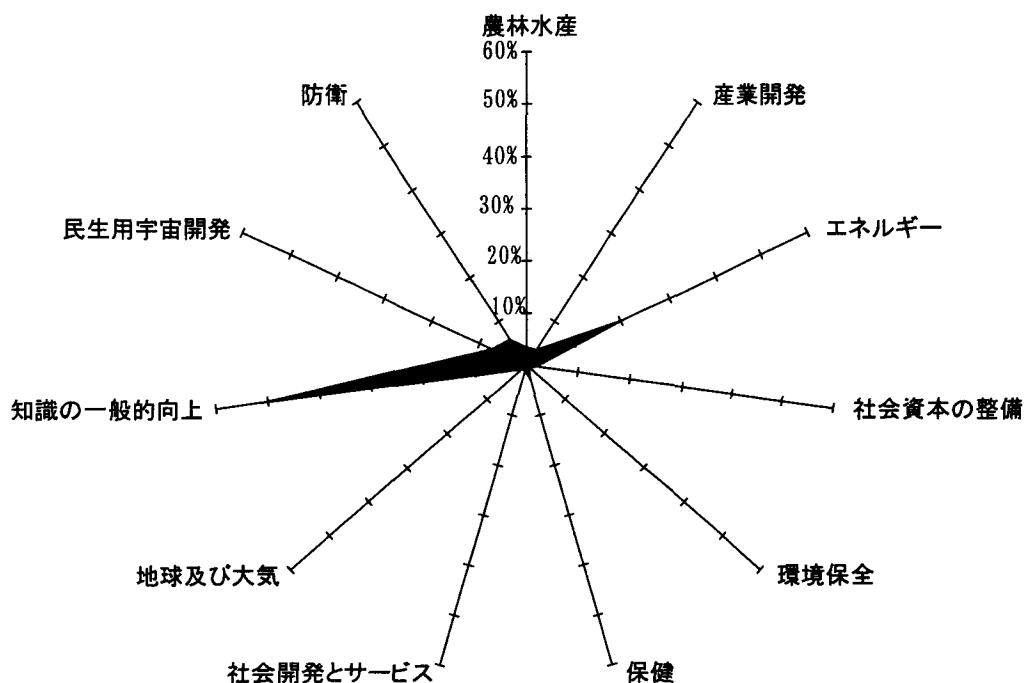 農林水産
60%
50%
40%
30%
20%
10%
産業開発
エネルギー
社会資本の整備
環境保全
保健
社会開発とサービス
地球及び大気
知識の一般的向上
民生用宇宙開発
防衛